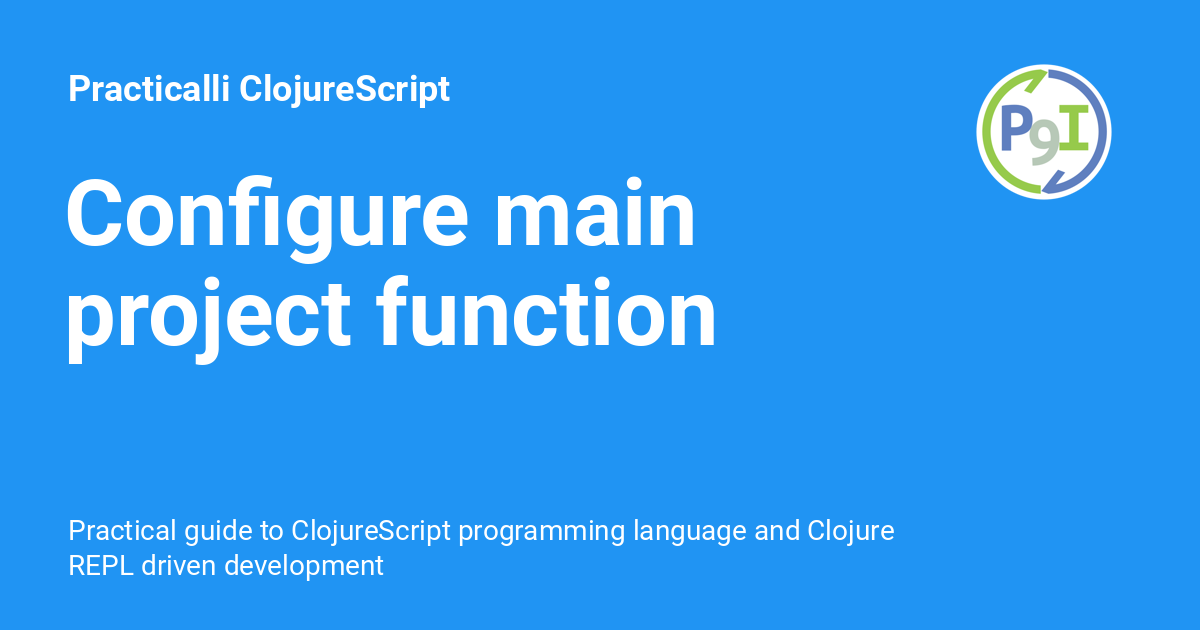 Practicalli ClojureScript
P9I
Configure main
project function
Practical guide to ClojureScript programming language and Clojure
REPL driven development